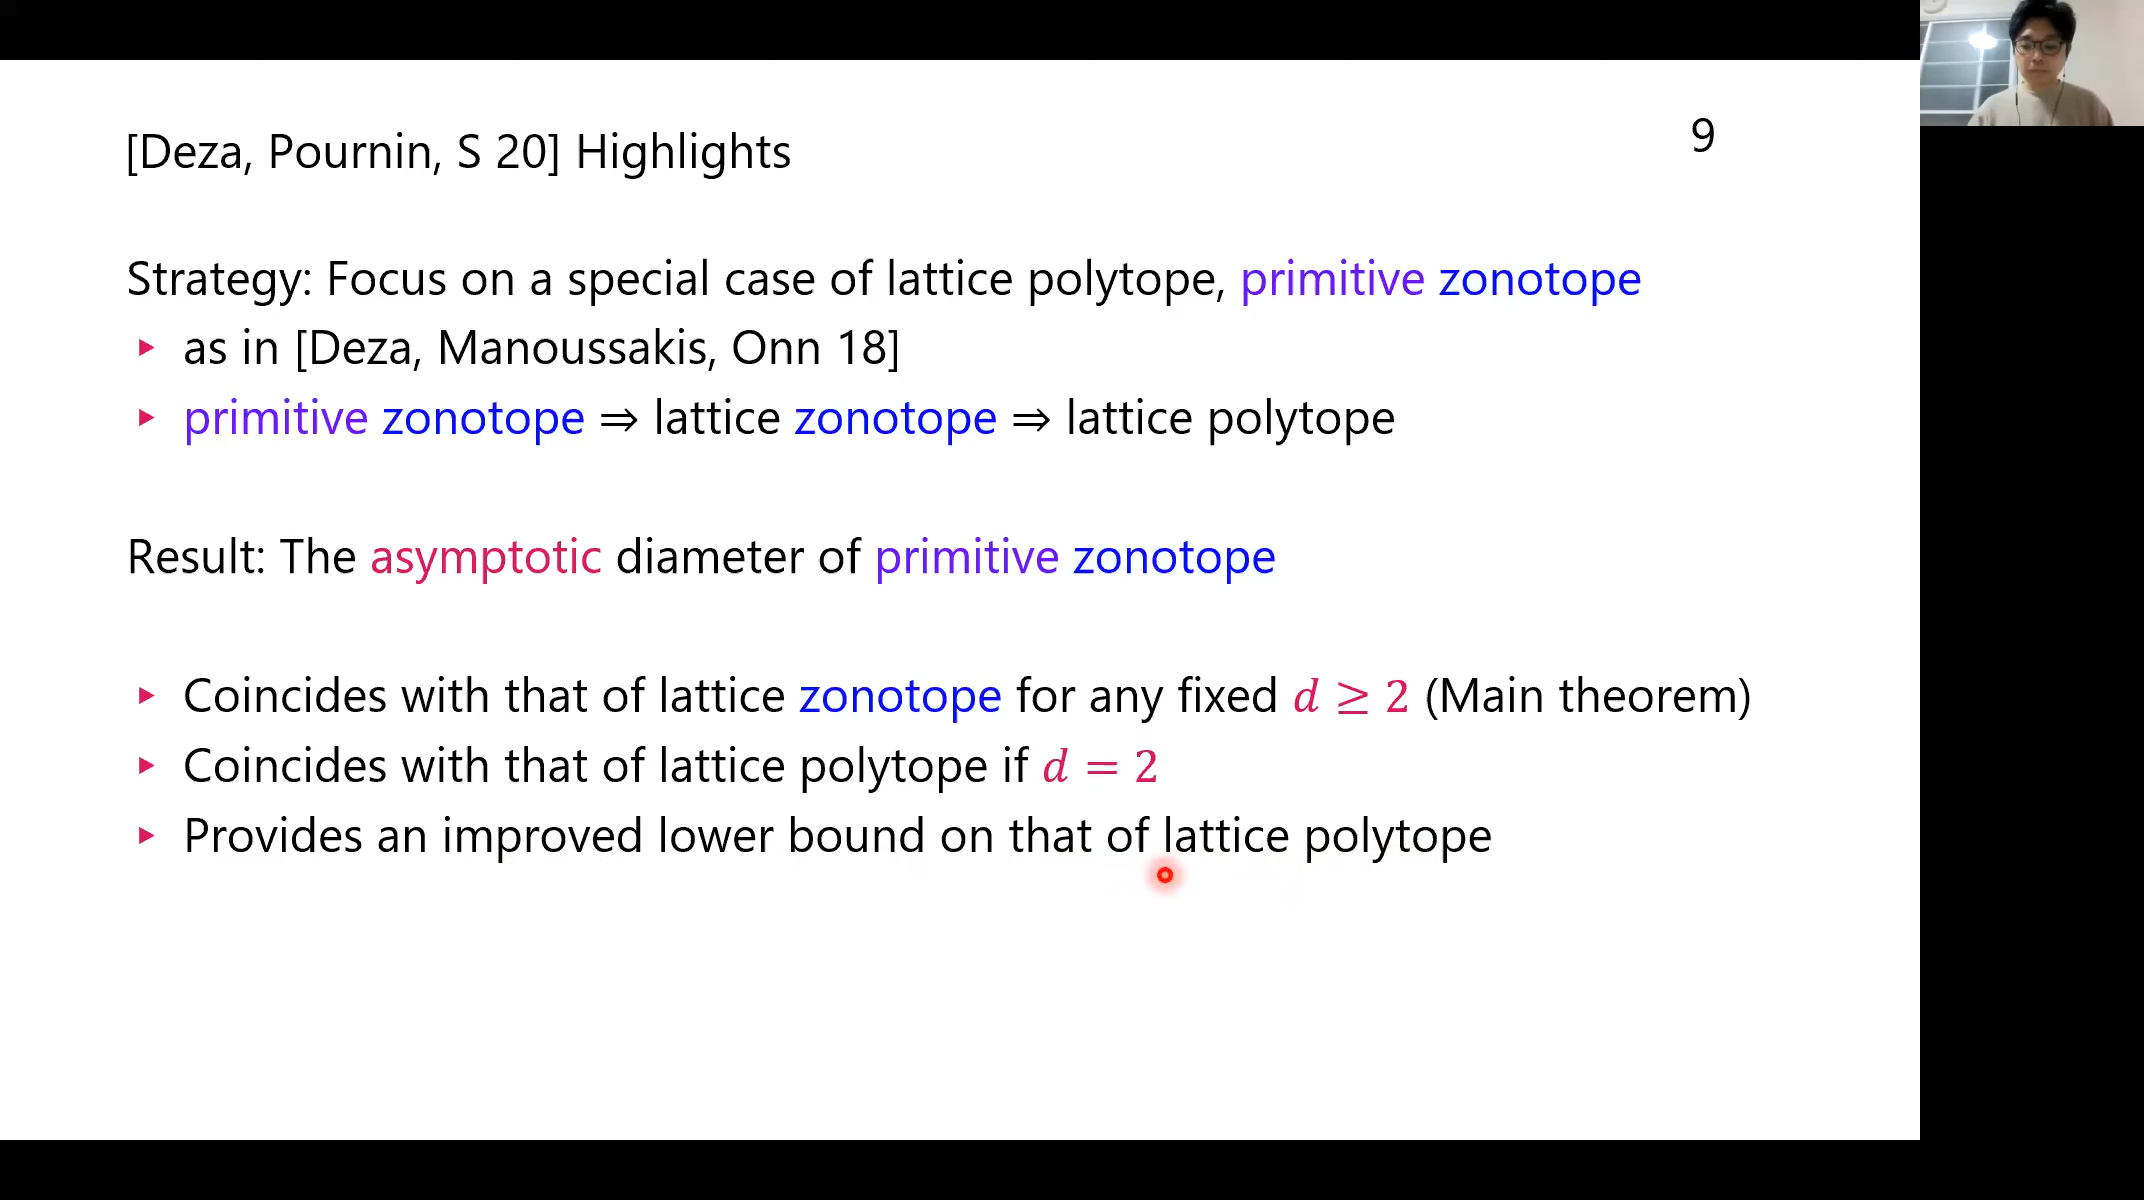 [Deza, Pournin, S 20] Highlights
9
Strategy: Focus on a special case of lattice polytope, primitive zonotope
‣ as in [Deza, Manoussakis, Onn 18]
‣ primitive zonotope ⇒ lattice zonotope ⇒ lattice polytope
Result: The asymptotic diameter of primitive zonotope
‣ Coincides with that of lattice zonotope for any fixed d ≥ 2 (Main theorem)
‣ Coincides with that of lattice polytope if d = 2
‣ Provides an improved lower bound on that of lattice polytope